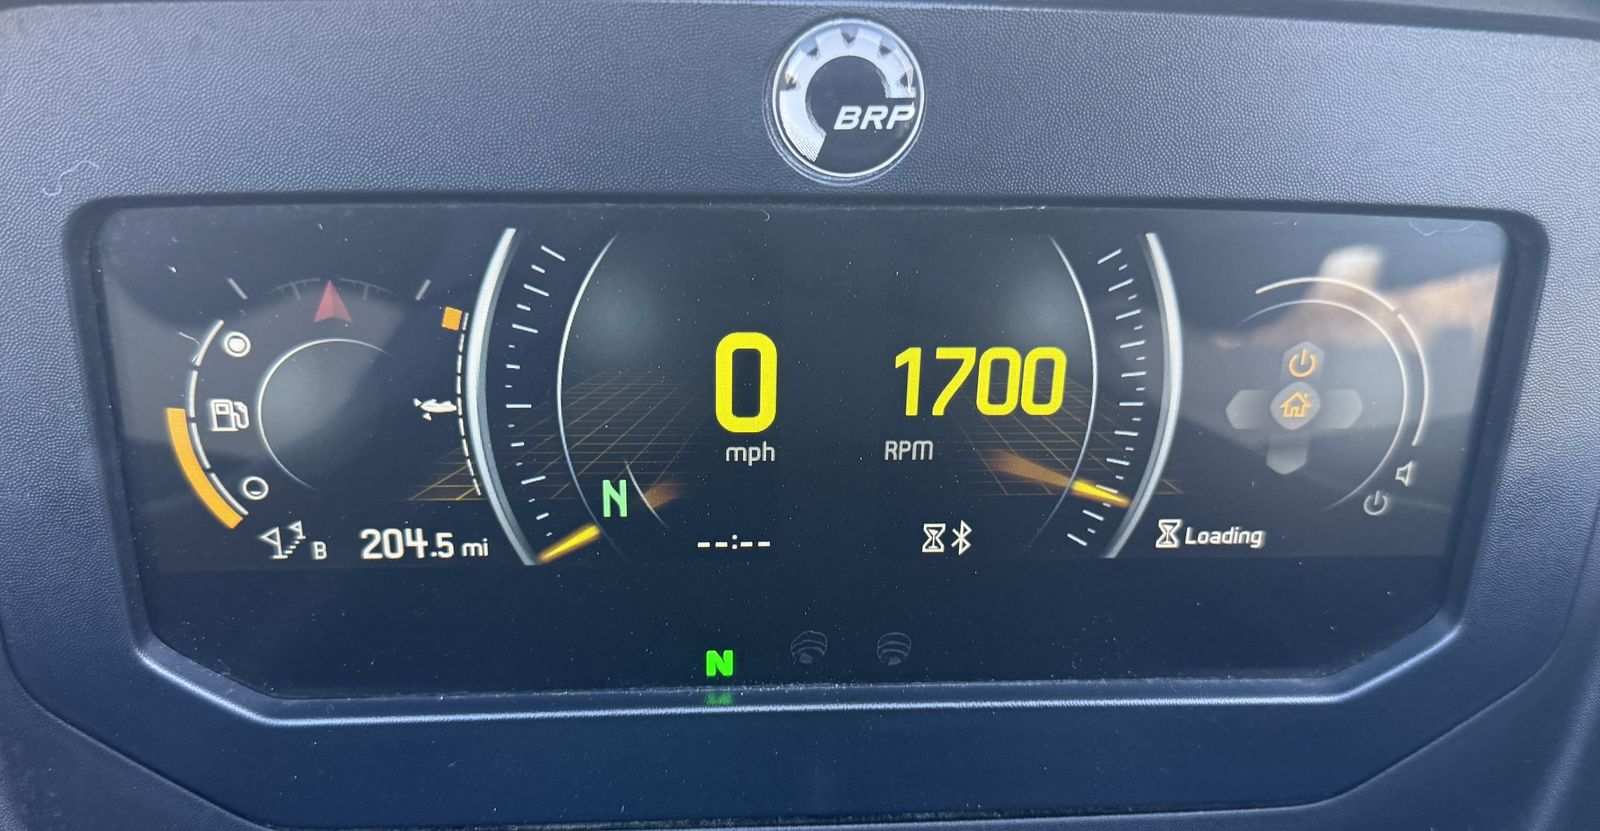 BRP
0
mph
1700
RPM
N
B 204.5 mi
--:--
Loading
N